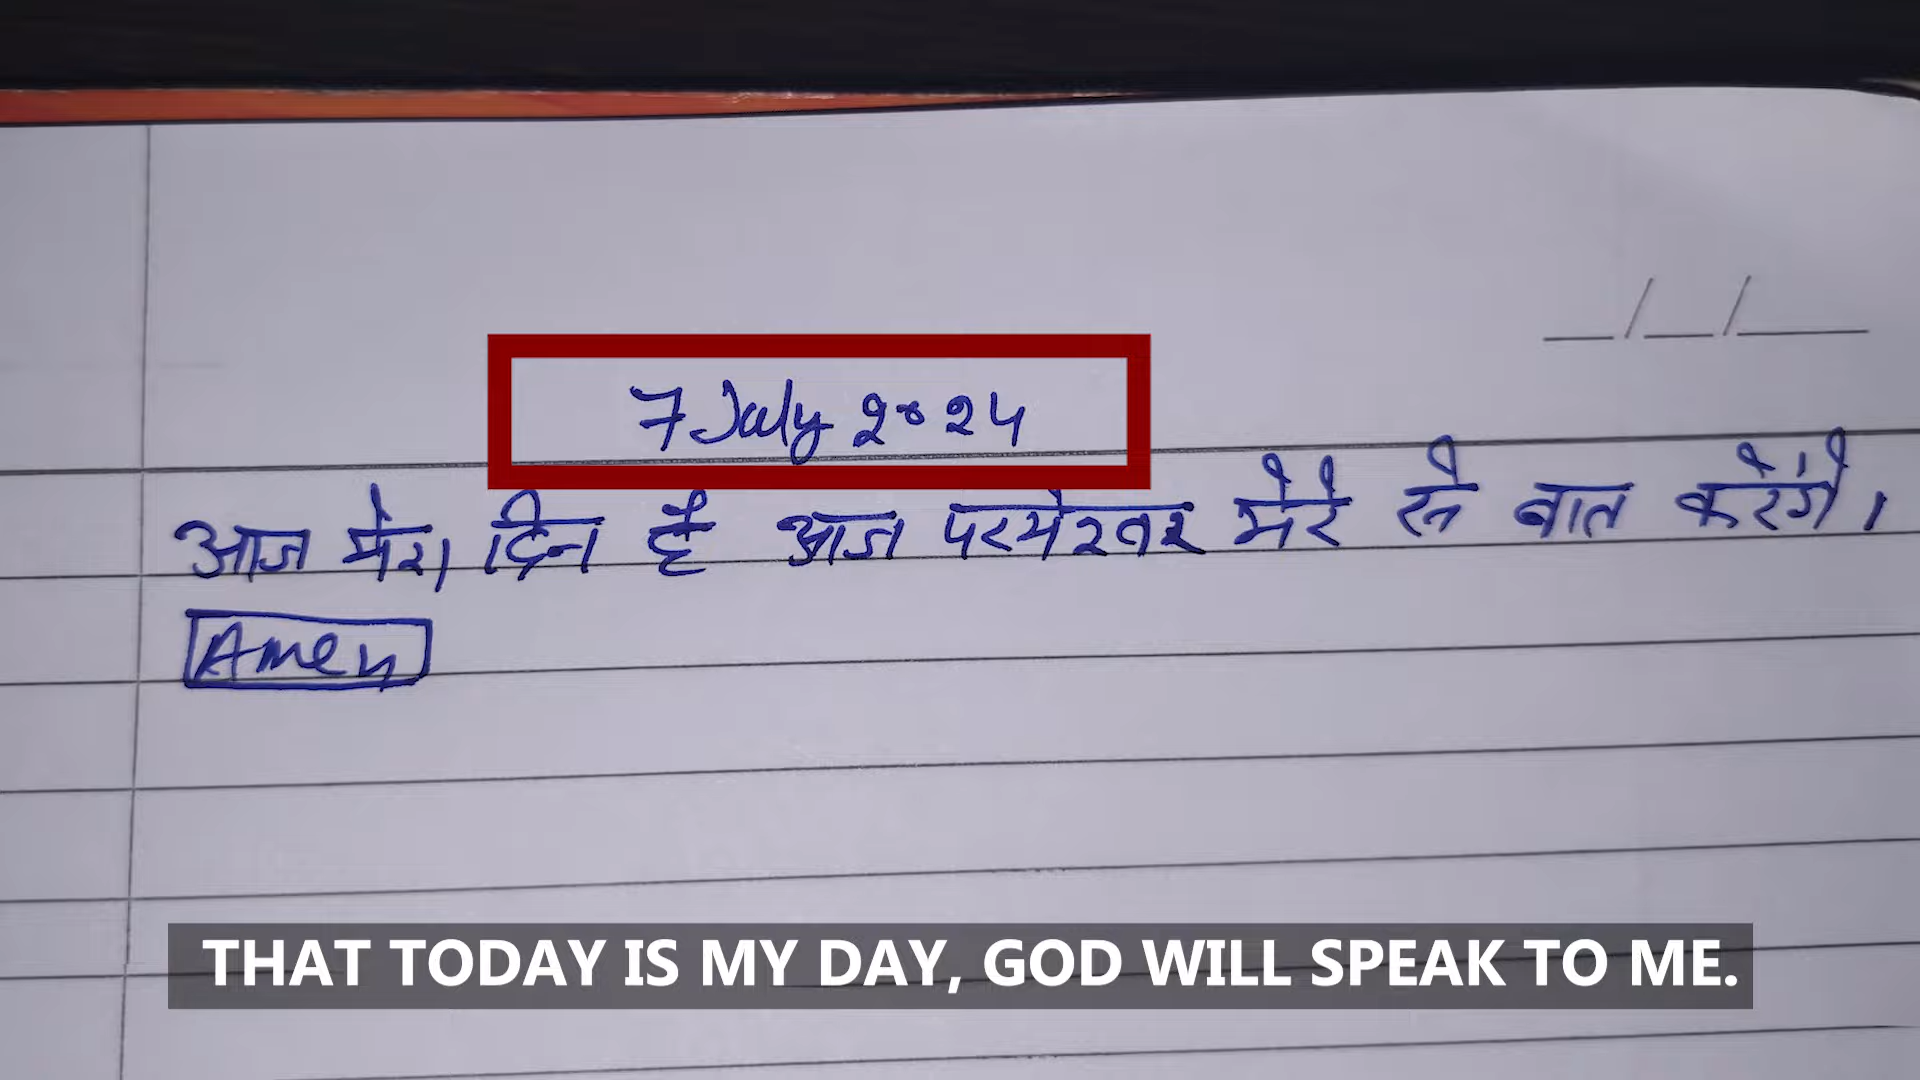 7 July 2024
आज मेरा दिन है आज परमेश्वर मेरे से बात करेंगे।
Amen
THAT TODAY IS MY DAY, GOD WILL SPEAK TO ME.